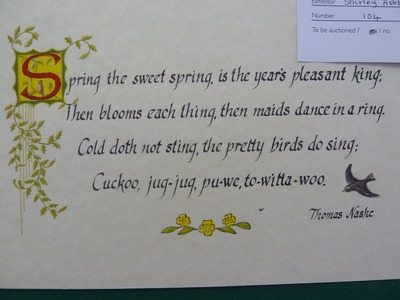 Exhibitor Shirley
Number 104
To be auctioned ? / no
Spring the sweet spring, is the year's pleasant king;
Then blooms each thing, then maids dance in a ring.
Cold doth not sting, the pretty birds do sing;
Cuckoo, jug-jug, pu-we, to-witta-woo.
Thomas Nashe